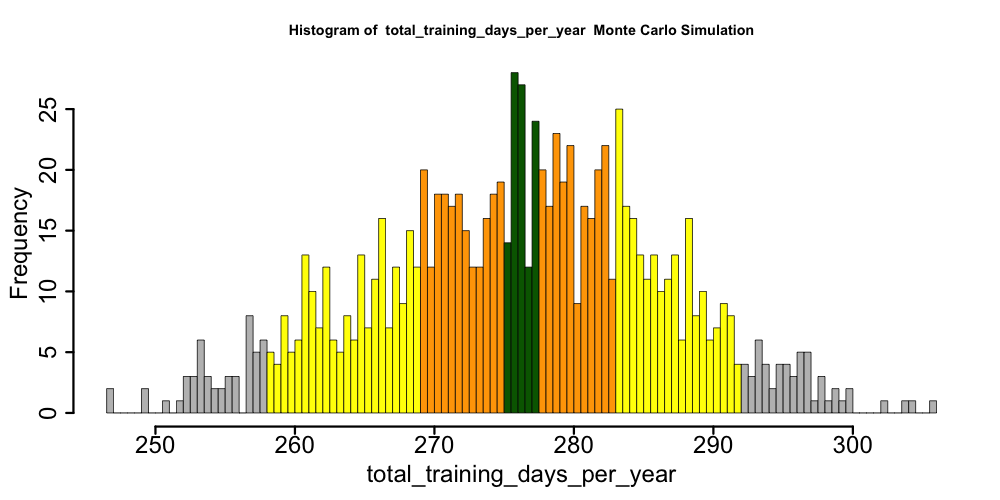 Histogram of  total_training_days_per_year  Monte Carlo Simulation
Frequency
25
20
15
10
5
0
250 260 270 280 290 300
total_training_days_per_year